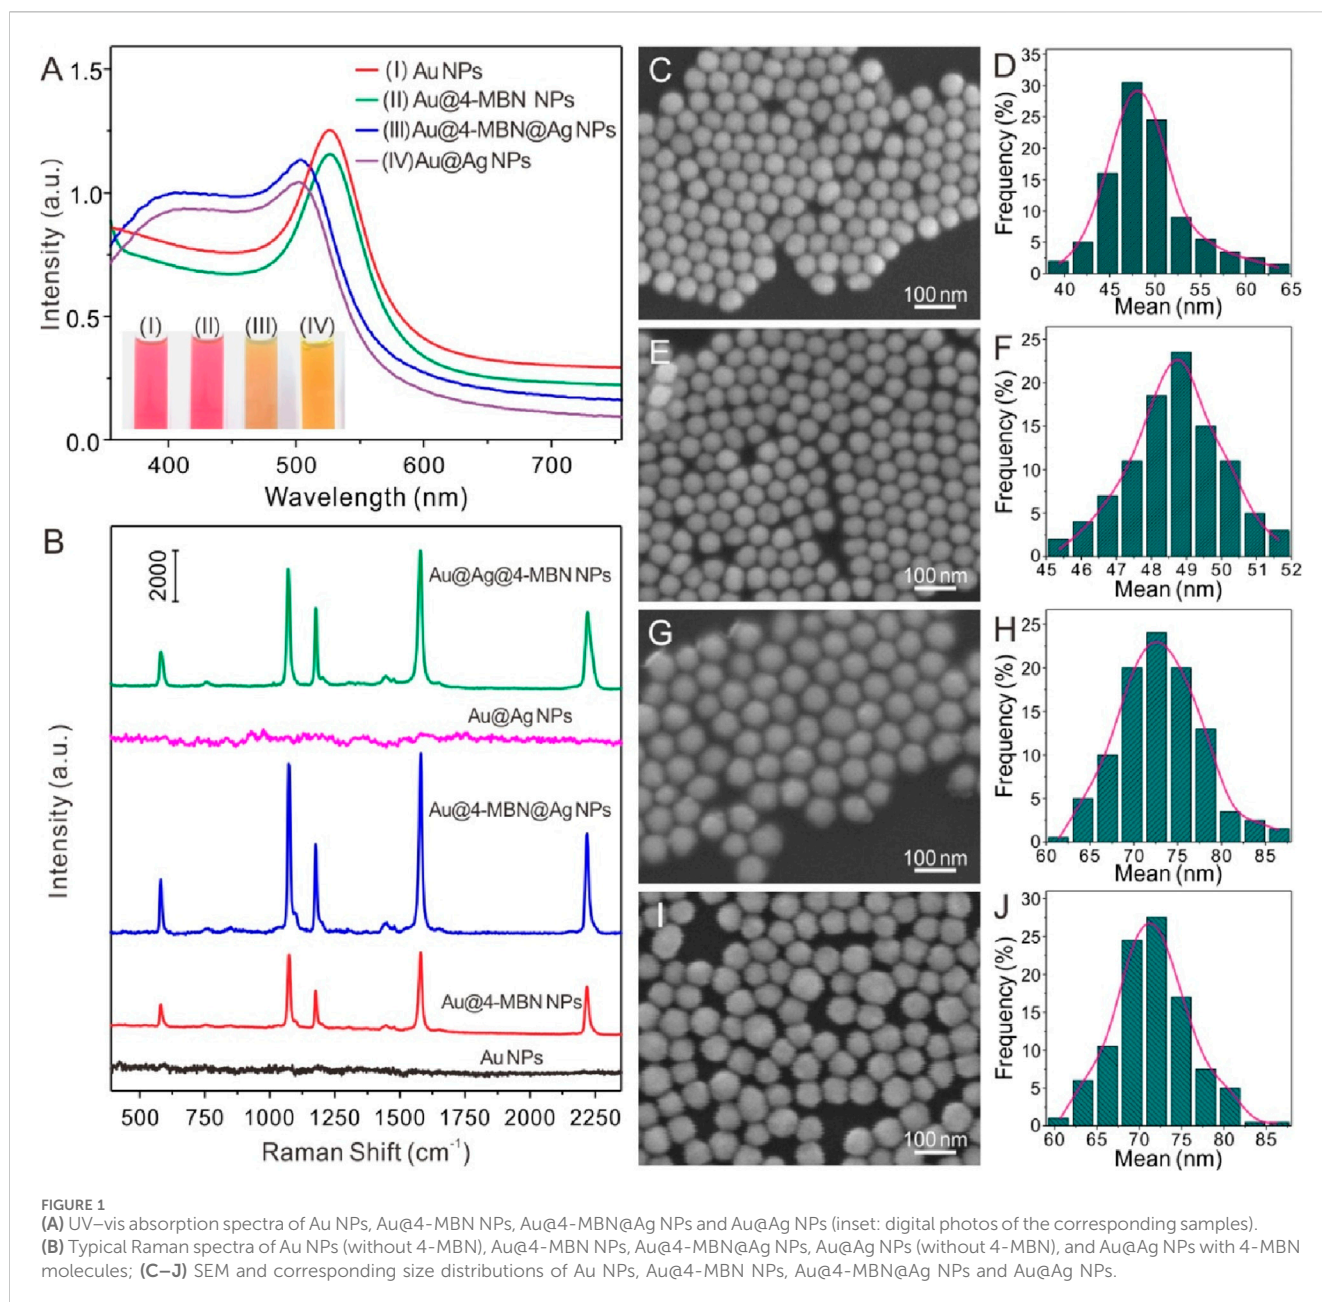 A
1.5
1.0
0.5
0.0
Intensity (a.u.)
(I) Au NPs
(II) Au@4-MBN NPs
(III) Au@4-MBN@Ag NPs
(IV) Au@Ag NPs
(I) (II) (III) (IV)
400 500 600 700
Wavelength (nm)
B
2000
Intensity (a.u.)
Au@Ag@4-MBN NPs
Au@Ag NPs
Au@4-MBN@Ag NPs
Au@4-MBN NPs
Au NPs
500 750 1000 1250 1500 1750 2000 2250
Raman Shift (cm-1)
C
100 nm
D
35
30
25
20
15
10
5
0
Frequency (%)
40 45 50 55 60 65
Mean (nm)
E
100 nm
F
25
20
15
10
5
0
Frequency (%)
45 46 47 48 49 50 51 52
Mean (nm)
G
100 nm
H
25
20
15
10
5
0
Frequency (%)
60 65 70 75 80 85
Mean (nm)
I
100 nm
J
30
25
20
15
10
5
0
Frequency (%)
60 65 70 75 80 85
Mean (nm)
FIGURE 1
(A) UV–vis absorption spectra of Au NPs, Au@4-MBN NPs, Au@4-MBN@Ag NPs and Au@Ag NPs (inset: digital photos of the corresponding samples).
(B) Typical Raman spectra of Au NPs (without 4-MBN), Au@4-MBN NPs, Au@4-MBN@Ag NPs, Au@Ag NPs (without 4-MBN), and Au@Ag NPs with 4-MBN
molecules; (C–J) SEM and corresponding size distributions of Au NPs, Au@4-MBN NPs, Au@4-MBN@Ag NPs and Au@Ag NPs.